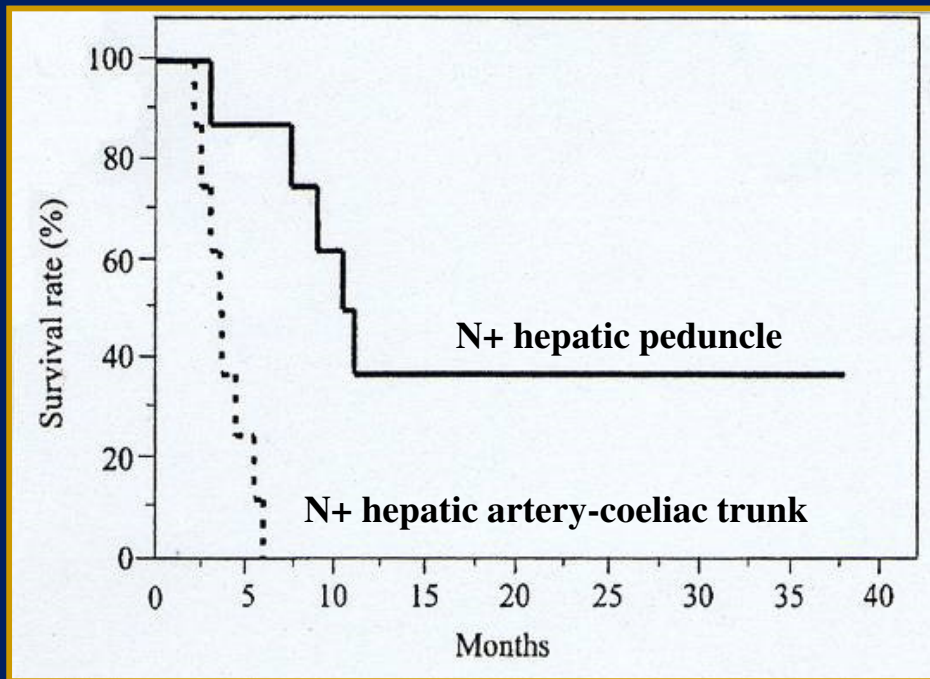 100
80
60
40
20
0
Survival rate (%)
N+ hepatic peduncle
N+ hepatic artery-coeliac trunk
0 5 10 15 20 25 30 35 40
Months